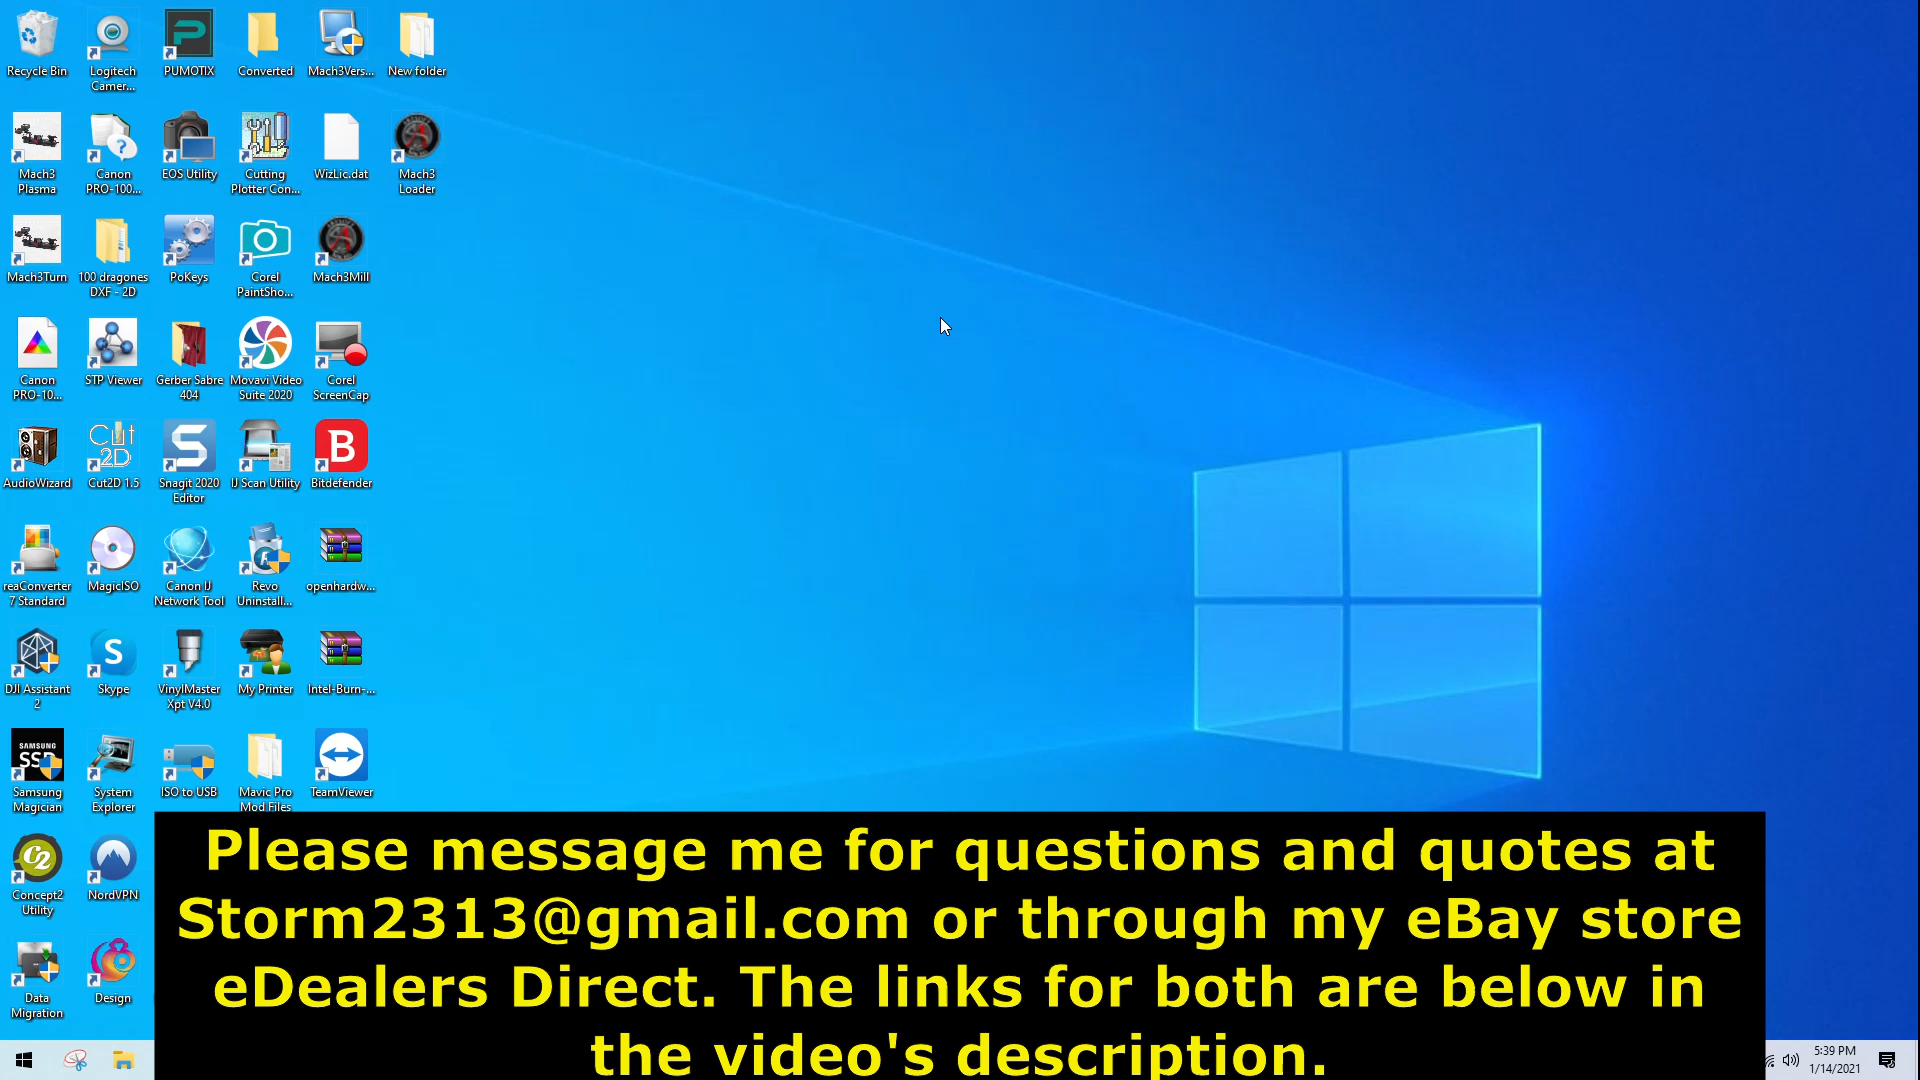 Recycle Bin
Logitech
Camer...
PUMOTIX
Converted
Mach3Vers...
New folder
Mach3
Plasma
Canon
PRO-100...
EOS Utility
Cutting
Plotter Con...
WizLic.dat
Mach3
Loader
Mach3Turn
100 dragones
DXF - 2D
PoKeys
Corel
PaintSho...
Mach3Mill
Canon
PRO-10...
STP Viewer
Gerber Sabre
404
Movavi Video
Suite 2020
Corel
ScreenCap
AudioWizard
Cut
2D
Cut2D 1.5
S
Snagit 2020
Editor
IJ Scan Utility
B
Bitdefender
reaConverter
7 Standard
MagicISO
Canon IJ
Network Tool
Revo
Uninstall...
openhardw...
DJI Assistant
2
S
Skype
VinylMaster
Xpt V4.0
My Printer
Intel-Burn-...
SAMSUNG
SSD
Samsung
Magician
System
Explorer
ISO to USB
Mavic Pro
Mod Files
TeamViewer
C2
Concept2
Utility
NordVPN
Data
Migration
Design
Please message me for questions and quotes at
Storm2313@gmail.com or through my eBay store
eDealers Direct. The links for both are below in
the video's description.
5:39 PM
1/14/2021